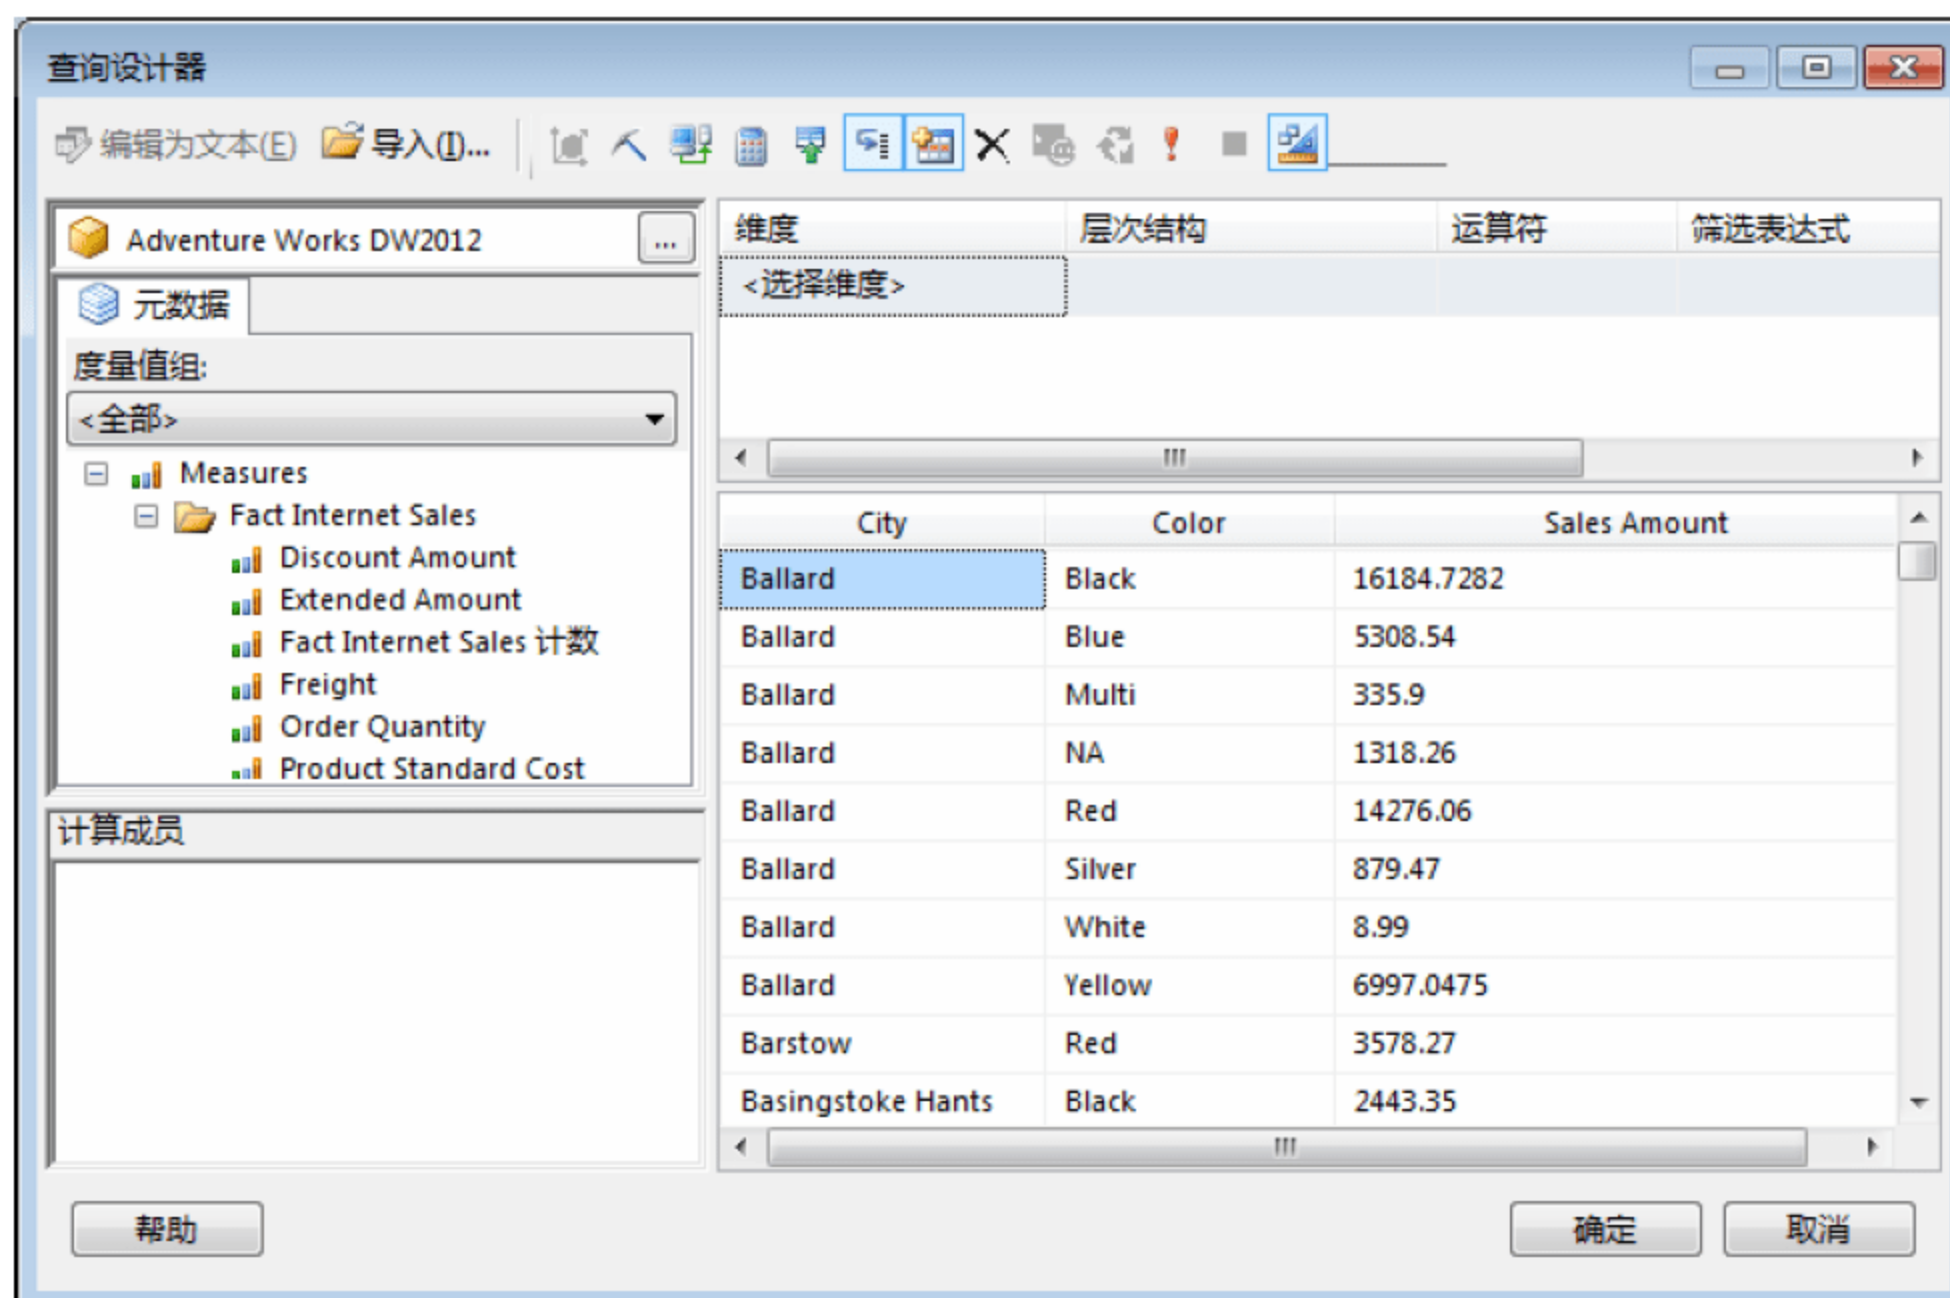 查询设计器
编辑为文本(E) 导入(I)...
Adventure Works DW2012 ...
元数据
度量值组:
<全部>
Measures
Fact Internet Sales
Discount Amount
Extended Amount
Fact Internet Sales 计数
Freight
Order Quantity
Product Standard Cost
计算成员
维度 层次结构 运算符 筛选表达式
<选择维度>
City Color Sales Amount
Ballard Black 16184.7282
Ballard Blue 5308.54
Ballard Multi 335.9
Ballard NA 1318.26
Ballard Red 14276.06
Ballard Silver 879.47
Ballard White 8.99
Ballard Yellow 6997.0475
Barstow Red 3578.27
Basingstoke Hants Black 2443.35
帮助 确定 取消